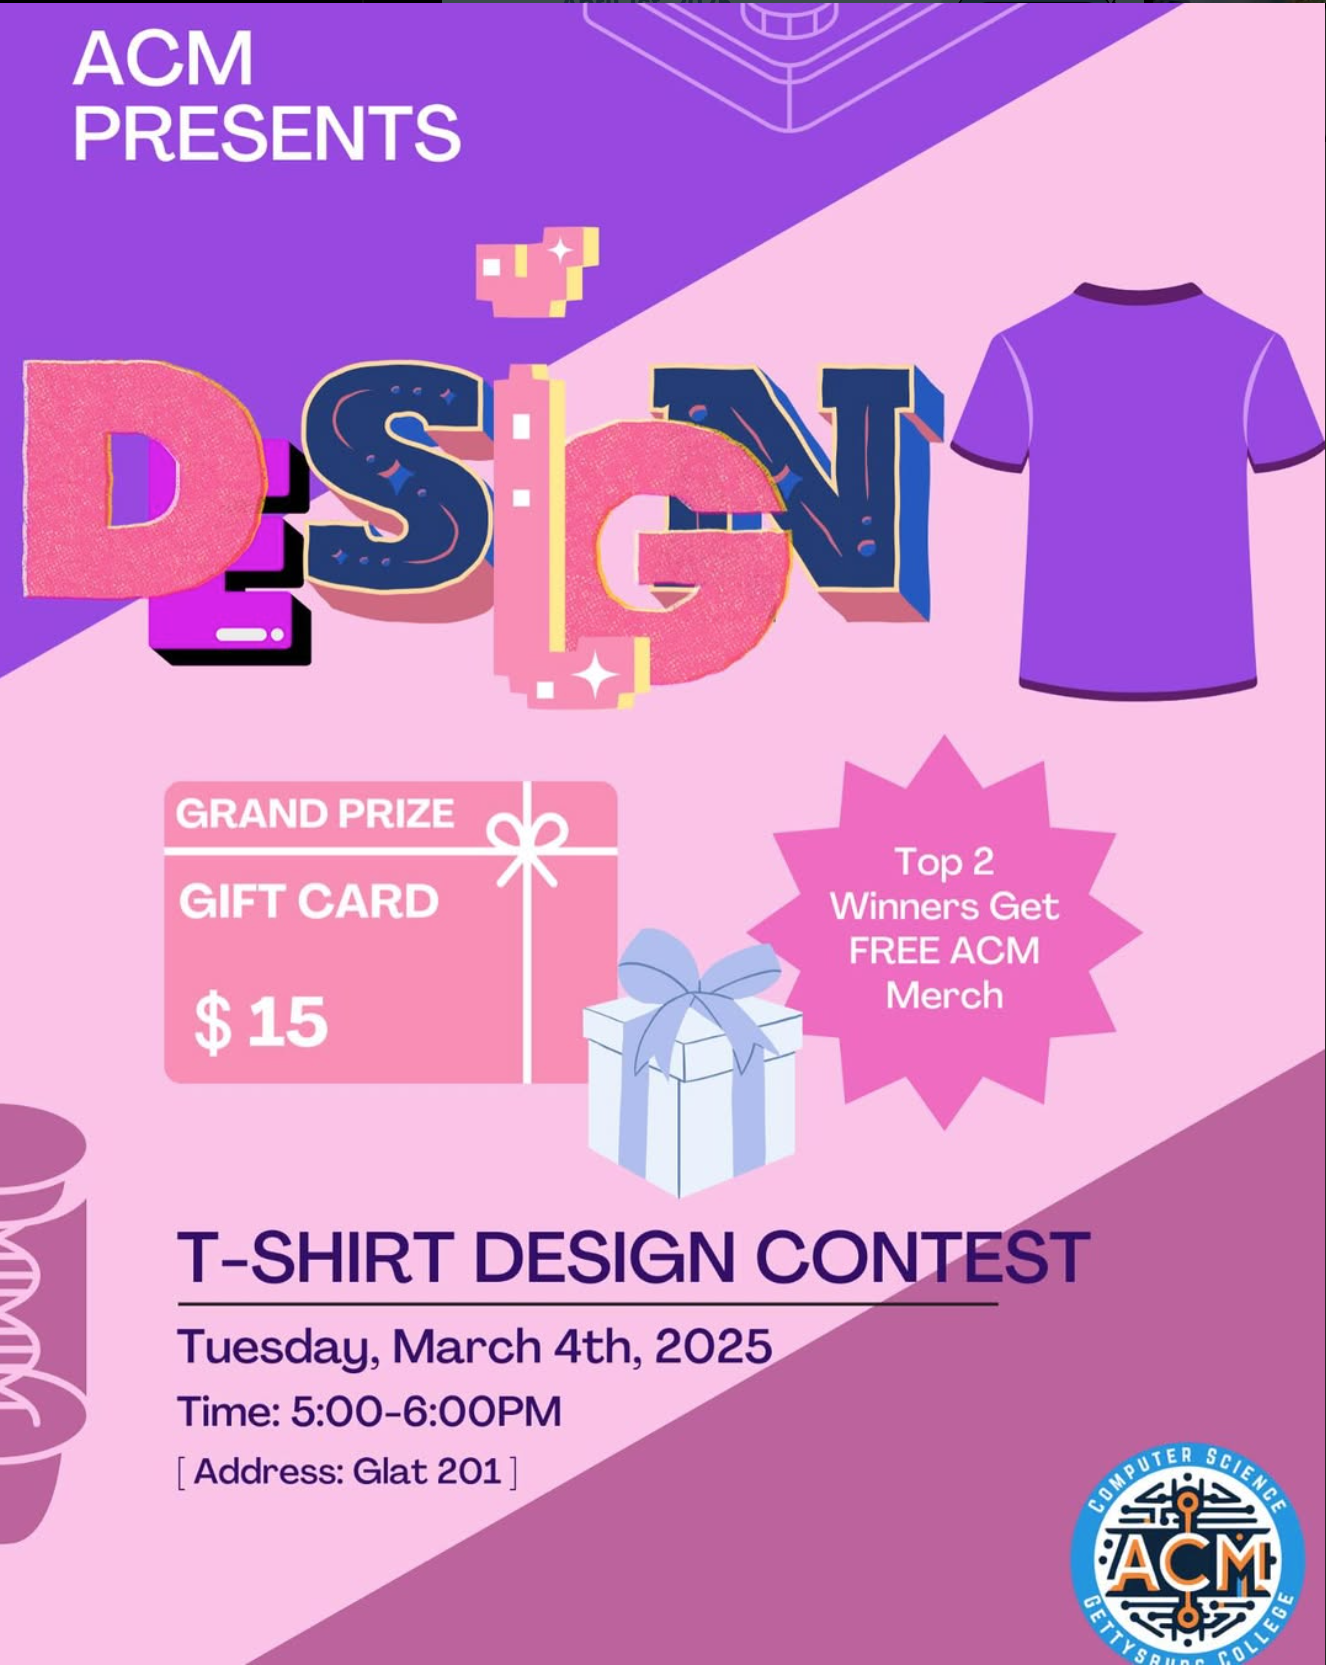 ACM
PRESENTS
DESiGN
GRAND PRIZE
GIFT CARD
$ 15
Top 2
Winners Get
FREE ACM
Merch
T-SHIRT DESIGN CONTEST
Tuesday, March 4th, 2025
Time: 5:00-6:00PM
[ Address: Glat 201 ]
COMPUTER SCIENCE
ACM
GETTYSBURG COLLEGE